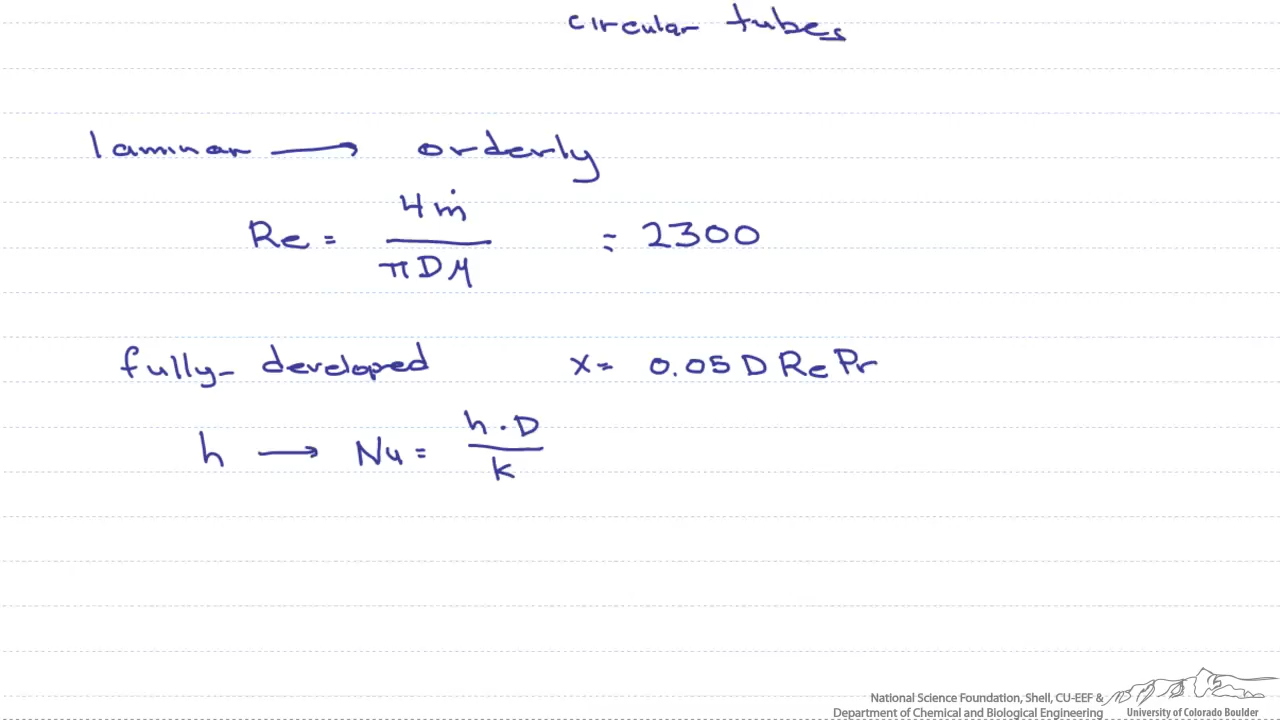 circular tubes
laminar → orderly
Re = 4ṁ / πDμ = 2300
fully-developed x = 0.05 D Re Pr
h → Nu = h·D / k
National Science Foundation, Shell, CU-EEF &
Department of Chemical and Biological Engineering
University of Colorado Boulder